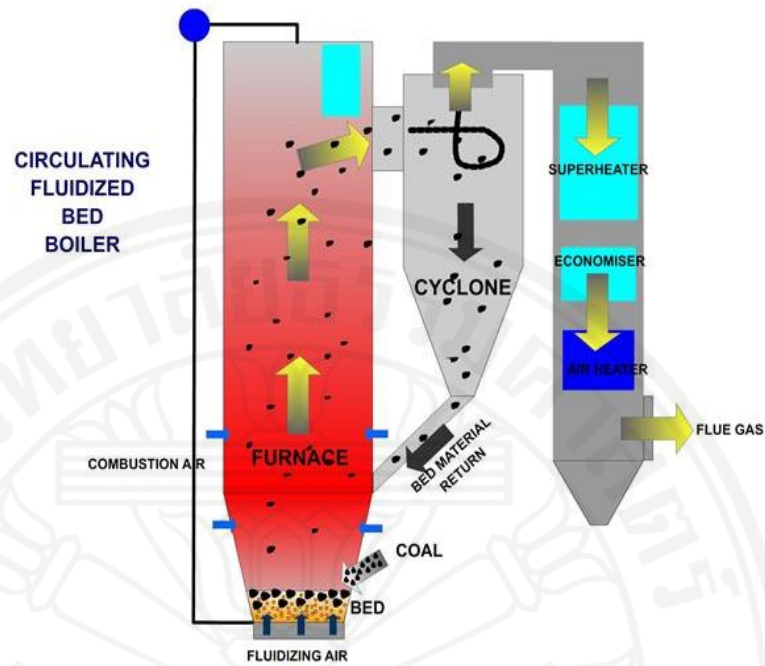 CIRCULATING
FLUIDIZED
BED
BOILER
SUPERHEATER
ECONOMISER
CYCLONE
AIR HEATER
FLUE GAS
COMBUSTION AIR
FURNACE
BED MATERIAL
RETURN
COAL
BED
FLUIDIZING AIR